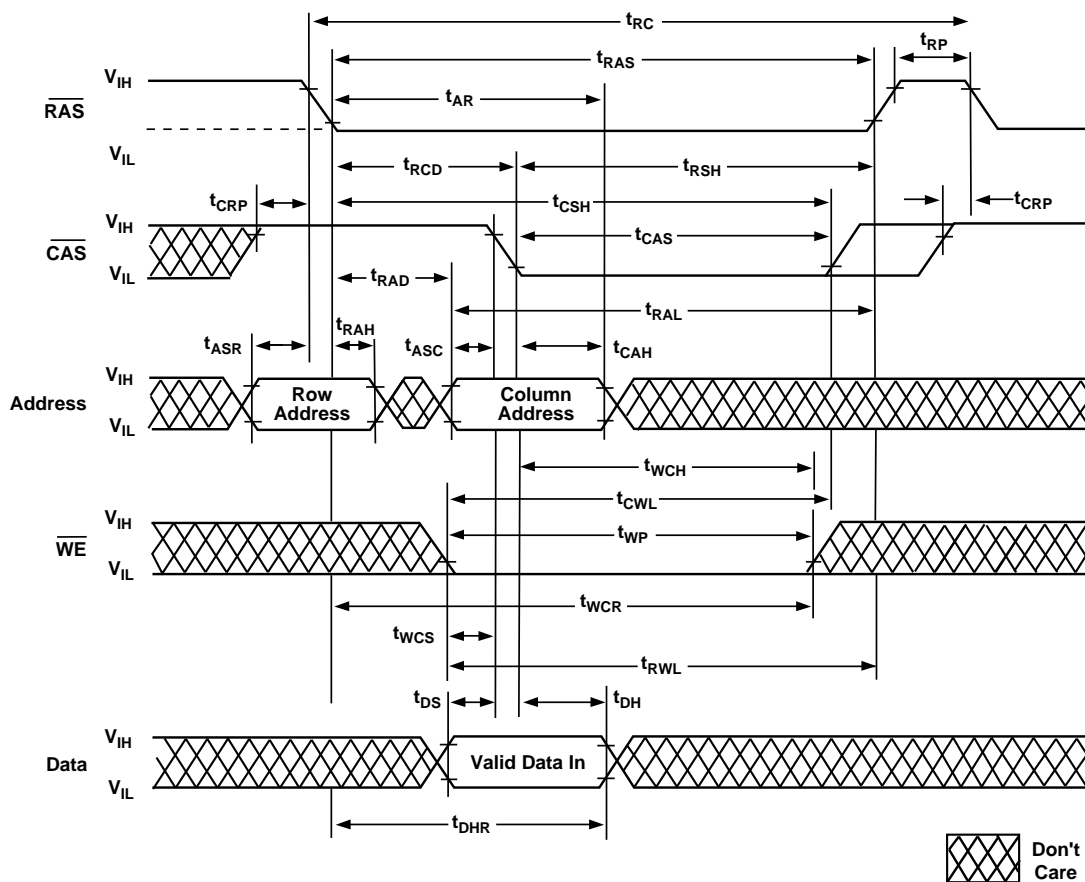 tRC
tRP
tRAS
VIH
tAR
RAS
VIL
tRCD
tRSH
tCRP
tCSH
tCRP
VIH
tCAS
CAS
VIL
tRAD
tRAL
tASR
tRAH
tASC
tCAH
VIH
Address
Row
Address
Column
Address
VIL
tWCH
tCWL
VIH
tWP
WE
VIL
tWCR
tWCS
tRWL
tDS
tDH
VIH
Data
Valid Data In
VIL
tDHR
Don't
Care